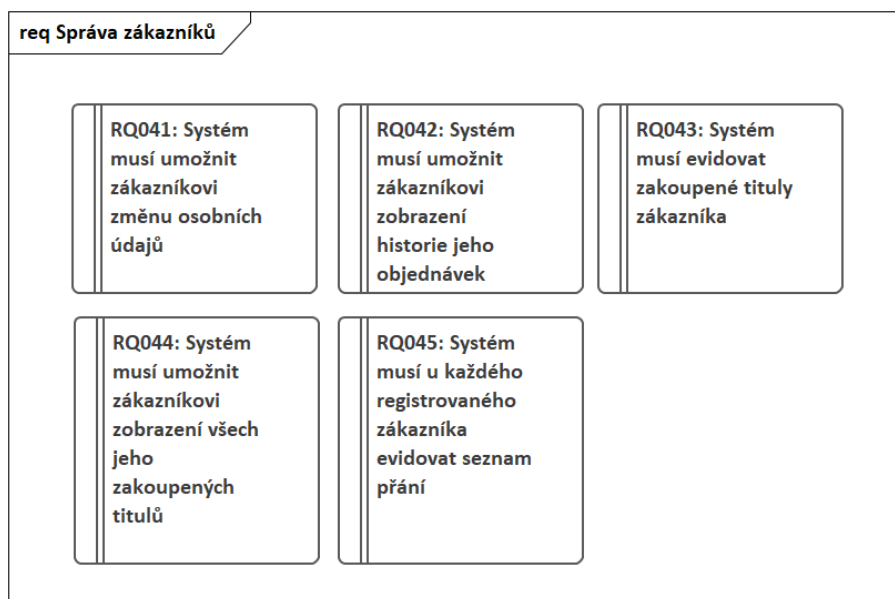 req Správa zákazníků
RQ041: Systém
musí umožnit
zákazníkovi
změnu osobních
údajů
RQ042: Systém
musí umožnit
zákazníkovi
zobrazení
historie jeho
objednávek
RQ043: Systém
musí evidovat
zakoupené tituly
zákazníka
RQ044: Systém
musí umožnit
zákazníkovi
zobrazení všech
jeho
zakoupených
titulů
RQ045: Systém
musí u každého
registrovaného
zákazníka
evidovat seznam
přání